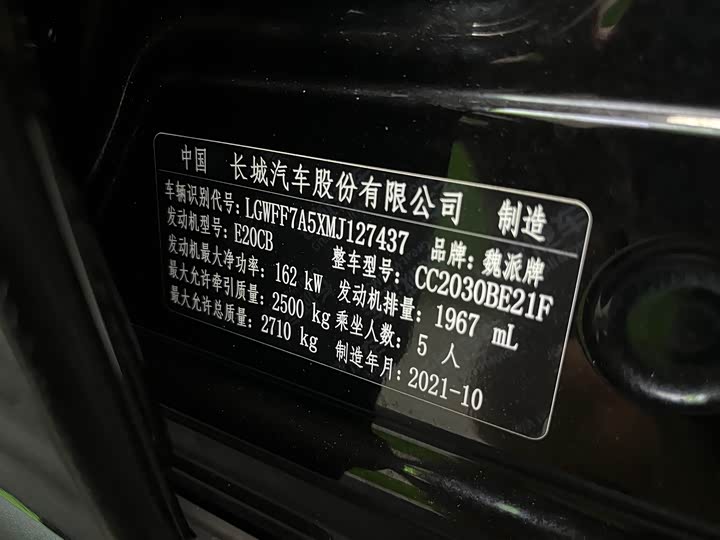 中国 长城汽车股份有限公司 制造
车辆识别代号: LGWFF7A5XMJ127437 品牌: 魏派牌
发动机型号: E20CB 整车型号: CC2030BE21F
发动机最大净功率: 162 kW 发动机排量: 1967 mL
最大允许牵引质量: 2500 kg 乘坐人数: 5 人
最大允许总质量: 2710 kg 制造年月: 2021-10